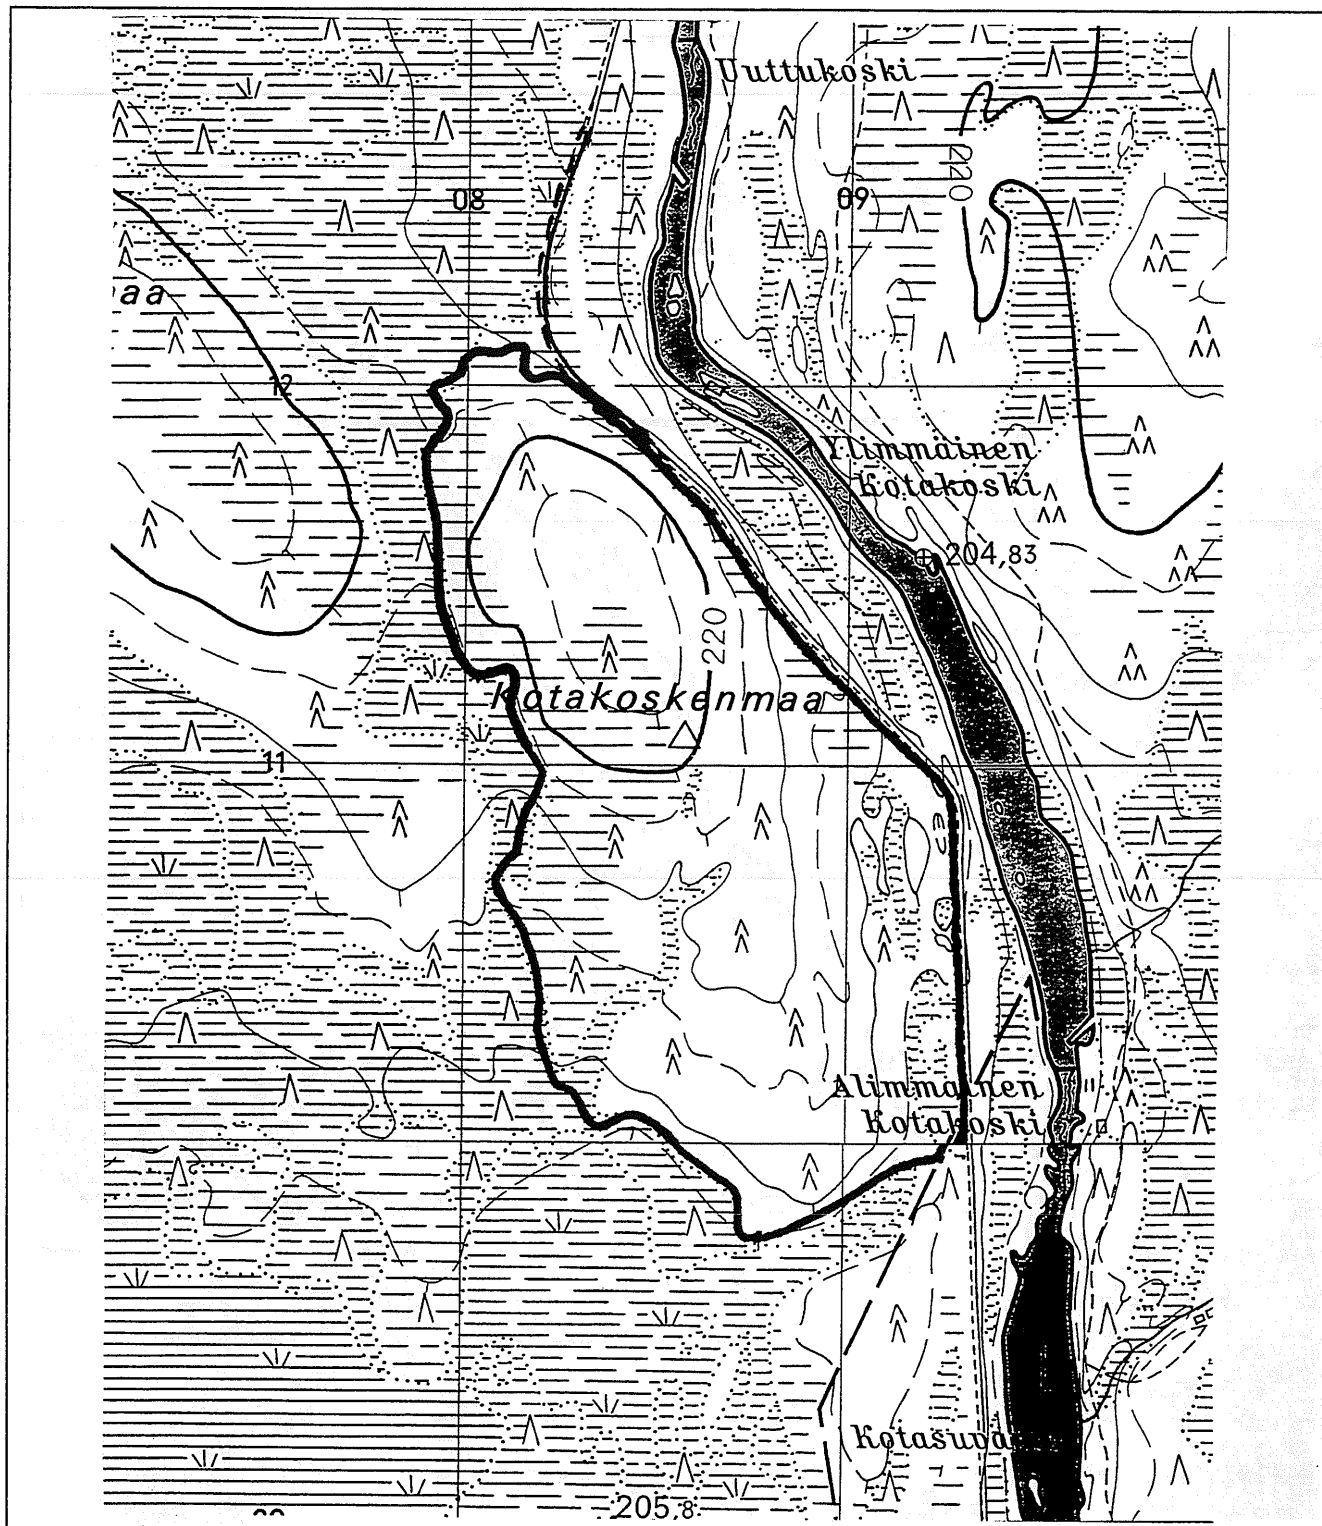 Uuttukoski
08
09
220
aa
12
Ylimmäinen
Kotakoski
204,83
220
Kotakoskenmaa
11
Alimmainen
Kotakoski
Kotasuva
205,8